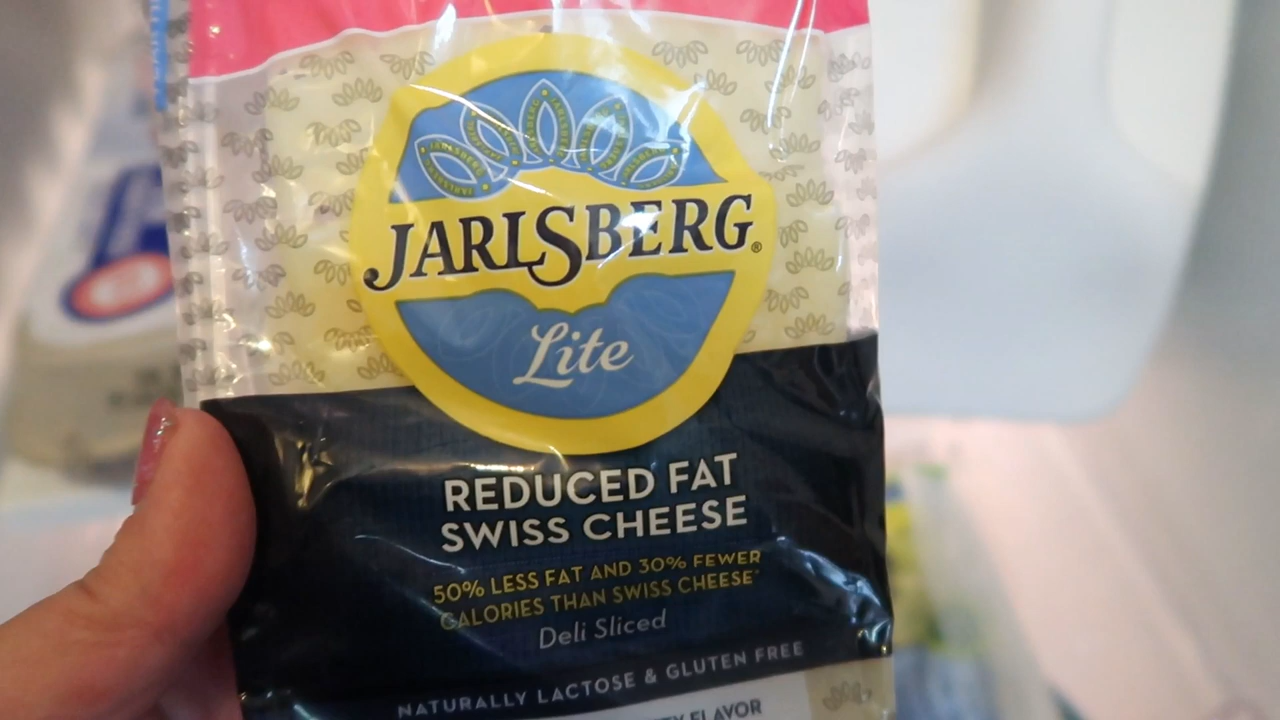 JARLSBERG®
Lite
REDUCED FAT
SWISS CHEESE
50% LESS FAT AND 30% FEWER
CALORIES THAN SWISS CHEESE*
Deli Sliced
NATURALLY LACTOSE & GLUTEN FREE
FLAVOR